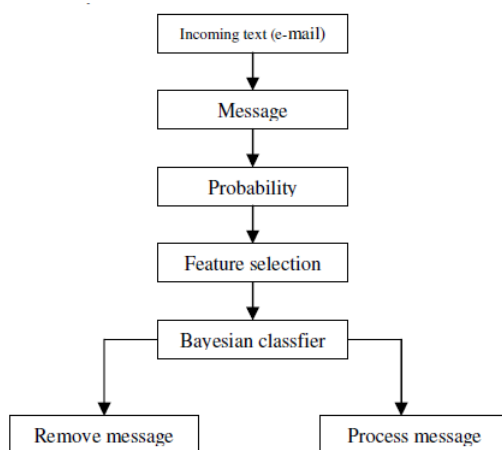 Incoming text (e-mail)
Message
Probability
Feature selection
Bayesian classfier
Remove message
Process message